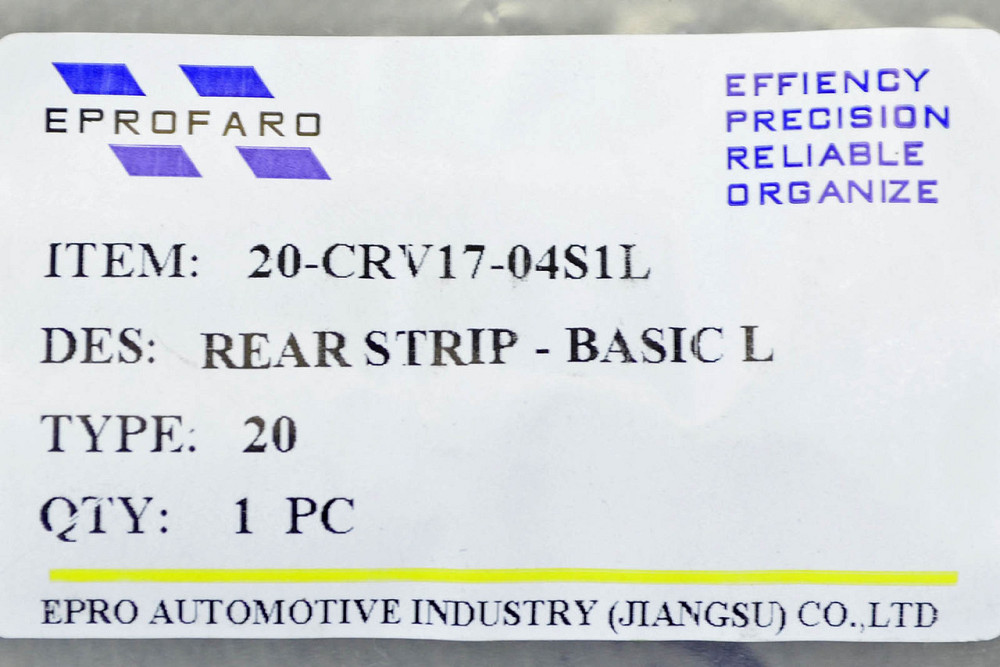 EPROFARO
EFFIENCY
PRECISION
RELIABLE
ORGANIZE
ITEM: 20-CRV17-04S1L
DES: REAR STRIP - BASIC L
TYPE: 20
QTY: 1 PC
EPRO AUTOMOTIVE INDUSTRY (JIANGSU) CO.,LTD